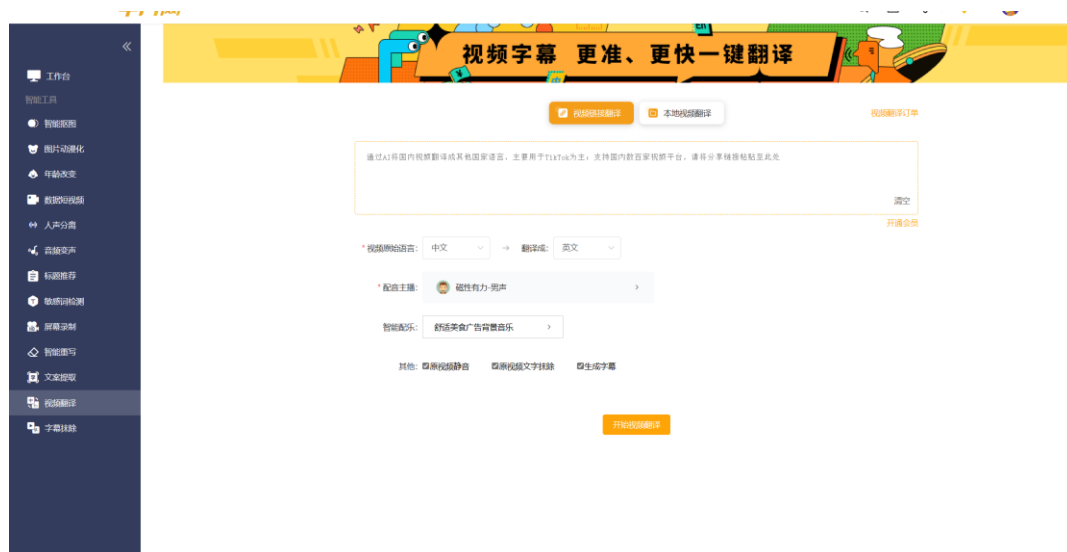 视频字幕 更准、更快一键翻译
工作台
智能工具
智能抠图
图片动漫化
年龄改变
数据短视频
人声分离
音频变声
标题推荐
敏感词检测
屏幕录制
智能重写
文案提取
视频翻译
字幕抹除
视频链接翻译
本地视频翻译
视频翻译订单
通过AI将国内视频翻译成其他国家语言，主要用于TikTok为主；支持国内数百家视频平台，请将分享链接粘贴至此处
清空
开通会员
*视频原始语言： 中文 → 翻译成： 英文
*配音主播： 磁性有力-男声
智能配乐： 舒适美食广告背景音乐
其他： 原视频静音 原视频文字抹除 生成字幕
开始视频翻译